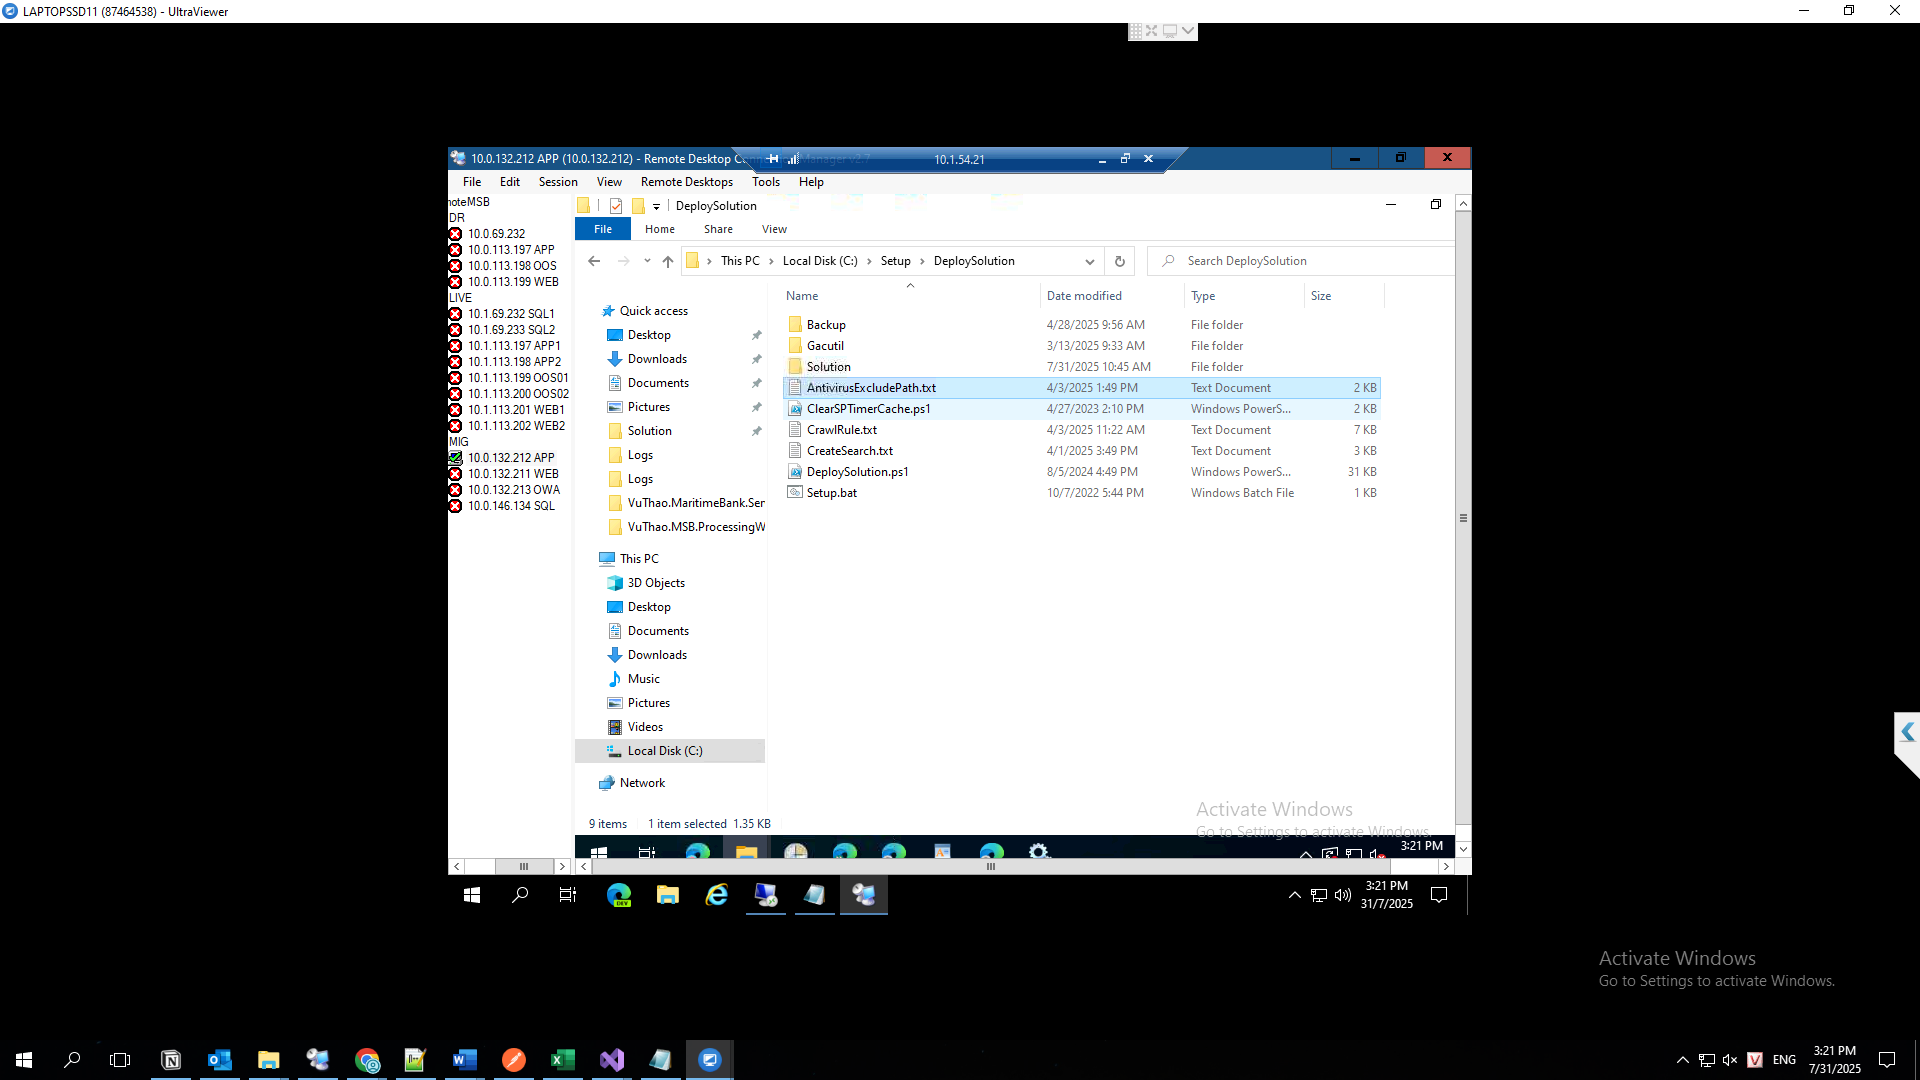 LAPTOPSSD11 (87464538) - UltraViewer
10.0.132.212 APP (10.0.132.212) - Remote Desktop Connection Manager v2.7
10.1.54.21
File Edit Session View Remote Desktops Tools Help
noteMSB
DR
10.0.69.232
10.0.113.197 APP
10.0.113.198 OOS
10.0.113.199 WEB
LIVE
10.1.69.232 SQL1
10.1.69.233 SQL2
10.1.113.197 APP1
10.1.113.198 APP2
10.1.113.199 OOS01
10.1.113.200 OOS02
10.1.113.201 WEB1
10.1.113.202 WEB2
MIG
10.0.132.212 APP
10.0.132.211 WEB
10.0.132.213 OWA
10.0.146.134 SQL
DeploySolution
File Home Share View
This PC Local Disk (C:) Setup DeploySolution
Search DeploySolution
Quick access
Desktop
Downloads
Documents
Pictures
Solution
Logs
Logs
VuThao.MaritimeBank.Ser
VuThao.MSB.ProcessingW
This PC
3D Objects
Desktop
Documents
Downloads
Music
Pictures
Videos
Local Disk (C:)
Network
Name Date modified Type Size
Backup 4/28/2025 9:56 AM File folder
Gacutil 3/13/2025 9:33 AM File folder
Solution 7/31/2025 10:45 AM File folder
AntivirusExcludePath.txt 4/3/2025 1:49 PM Text Document 2 KB
ClearSPTimerCache.ps1 4/27/2023 2:10 PM Windows PowerS... 2 KB
CrawlRule.txt 4/3/2025 11:22 AM Text Document 7 KB
CreateSearch.txt 4/1/2025 3:49 PM Text Document 3 KB
DeploySolution.ps1 8/5/2024 4:49 PM Windows PowerS... 31 KB
Setup.bat 10/7/2022 5:44 PM Windows Batch File 1 KB
9 items 1 item selected 1.35 KB
Activate Windows
Go to Settings to activate Windows.
3:21 PM
3:21 PM
31/7/2025
Activate Windows
Go to Settings to activate Windows.
ENG
3:21 PM
7/31/2025